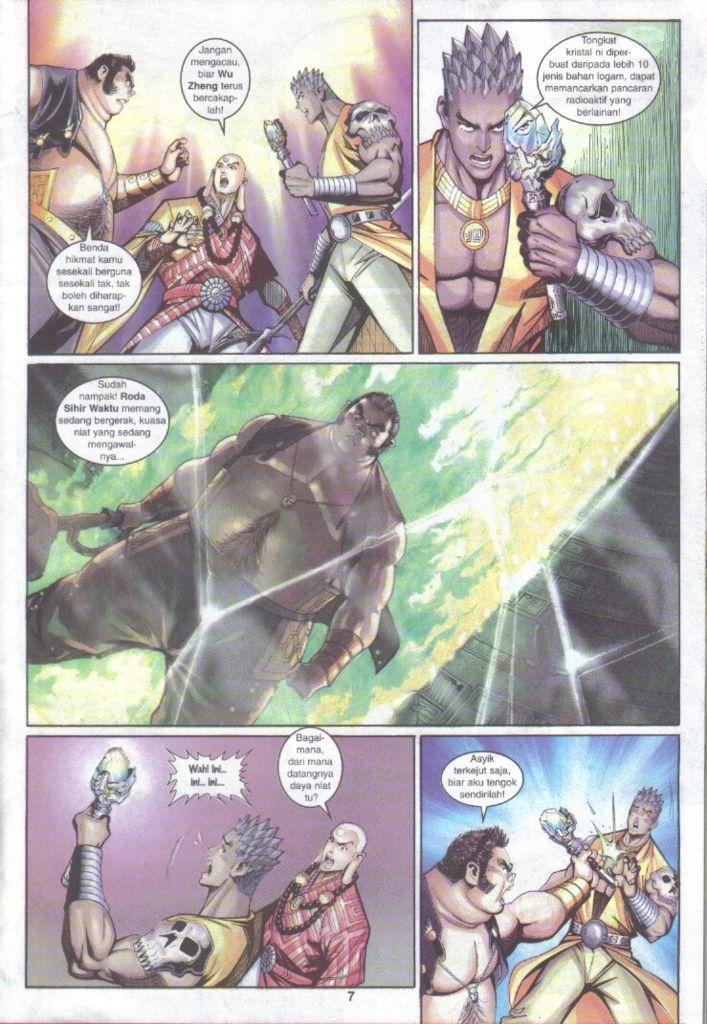 Jangan
mengacau,
biar Wu
Zheng terus
bercakap-
lah!
Benda
hikmat kamu
sesekali berguna
sesekali tak, tak
boleh diharap-
kan sangat!
Tongkat
kristal ni diper-
buat daripada lebih 10
jenis bahan logam, dapat
memancarkan pancaran
radioaktif yang
berlainan!
Sudah
nampak! Roda
Sihir Waktu memang
sedang bergerak, kuasa
niat yang sedang
mengawal-
nya...
Wah! Ini...
Ini... Ini...
Bagai-
mana,
dari mana
datangnya
daya niat
tu?
Asyik
terkejut saja,
biar aku tengok
sendirilah!
7